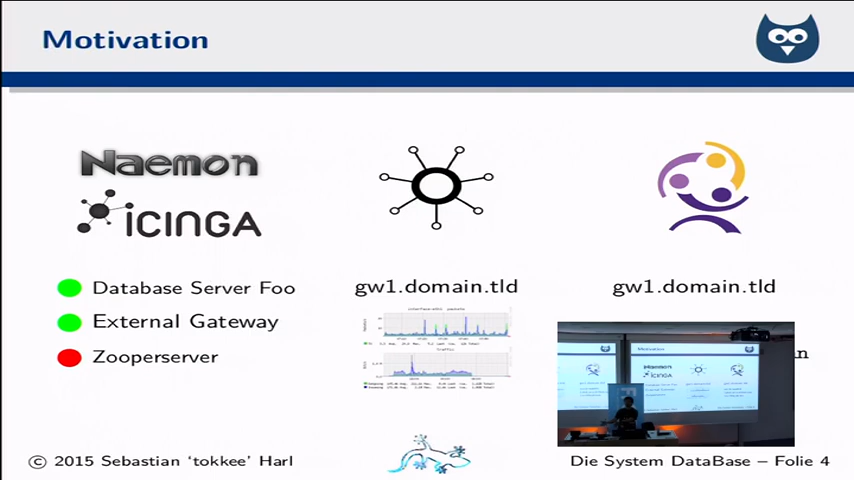 Motivation
Naemon
iCINGA
Database Server Foo
External Gateway
Zooperserver
gw1.domain.tld
gw1.domain.tld
Motivation
© 2015 Sebastian ‘tokkee’ Harl
Die System DataBase – Folie 4